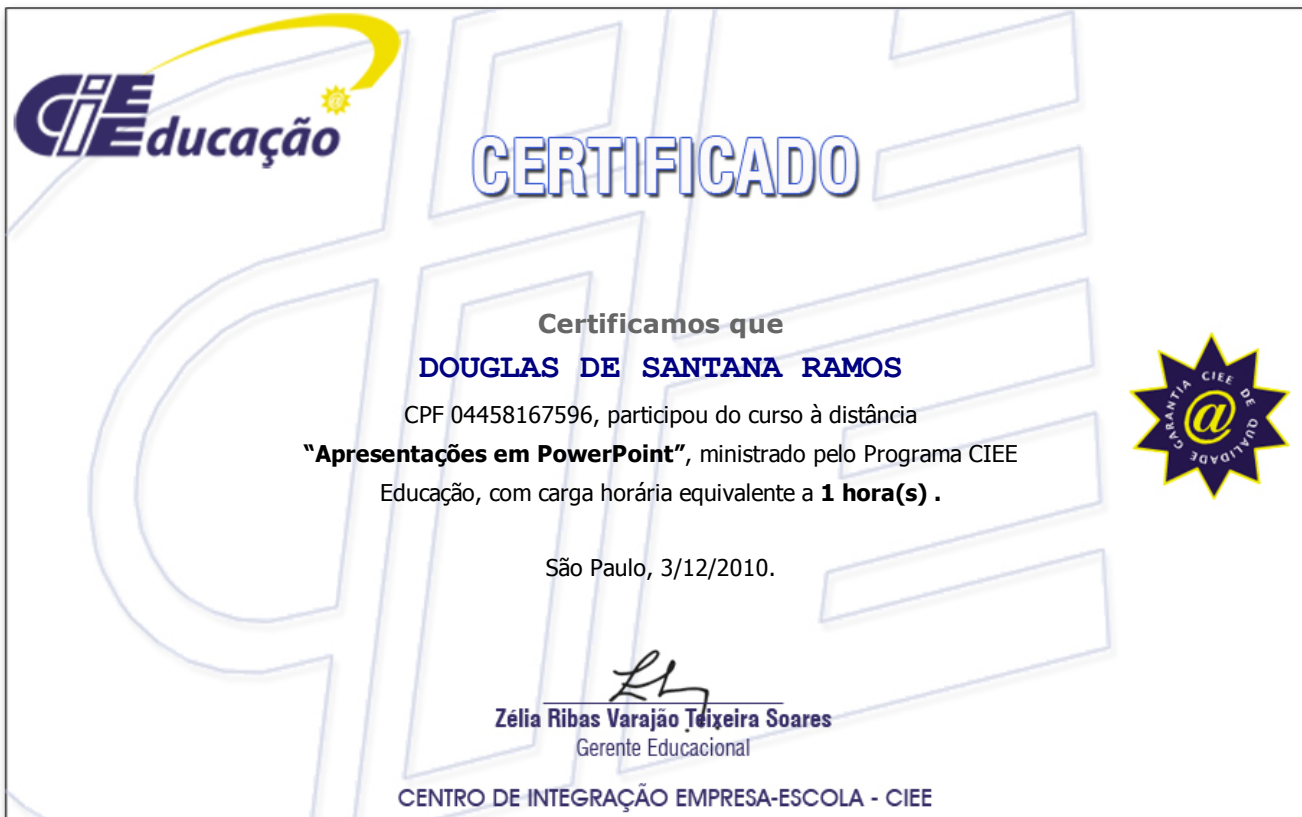 CIEE Educação
CERTIFICADO
Certificamos que
DOUGLAS DE SANTANA RAMOS
CPF 04458167596, participou do curso à distância
“Apresentações em PowerPoint”, ministrado pelo Programa CIEE
Educação, com carga horária equivalente a 1 hora(s) .
GARANTIA CIEE DE QUALIDADE
@
São Paulo, 3/12/2010.
Zélia Ribas Varajão Teixeira Soares
Gerente Educacional
CENTRO DE INTEGRAÇÃO EMPRESA-ESCOLA - CIEE